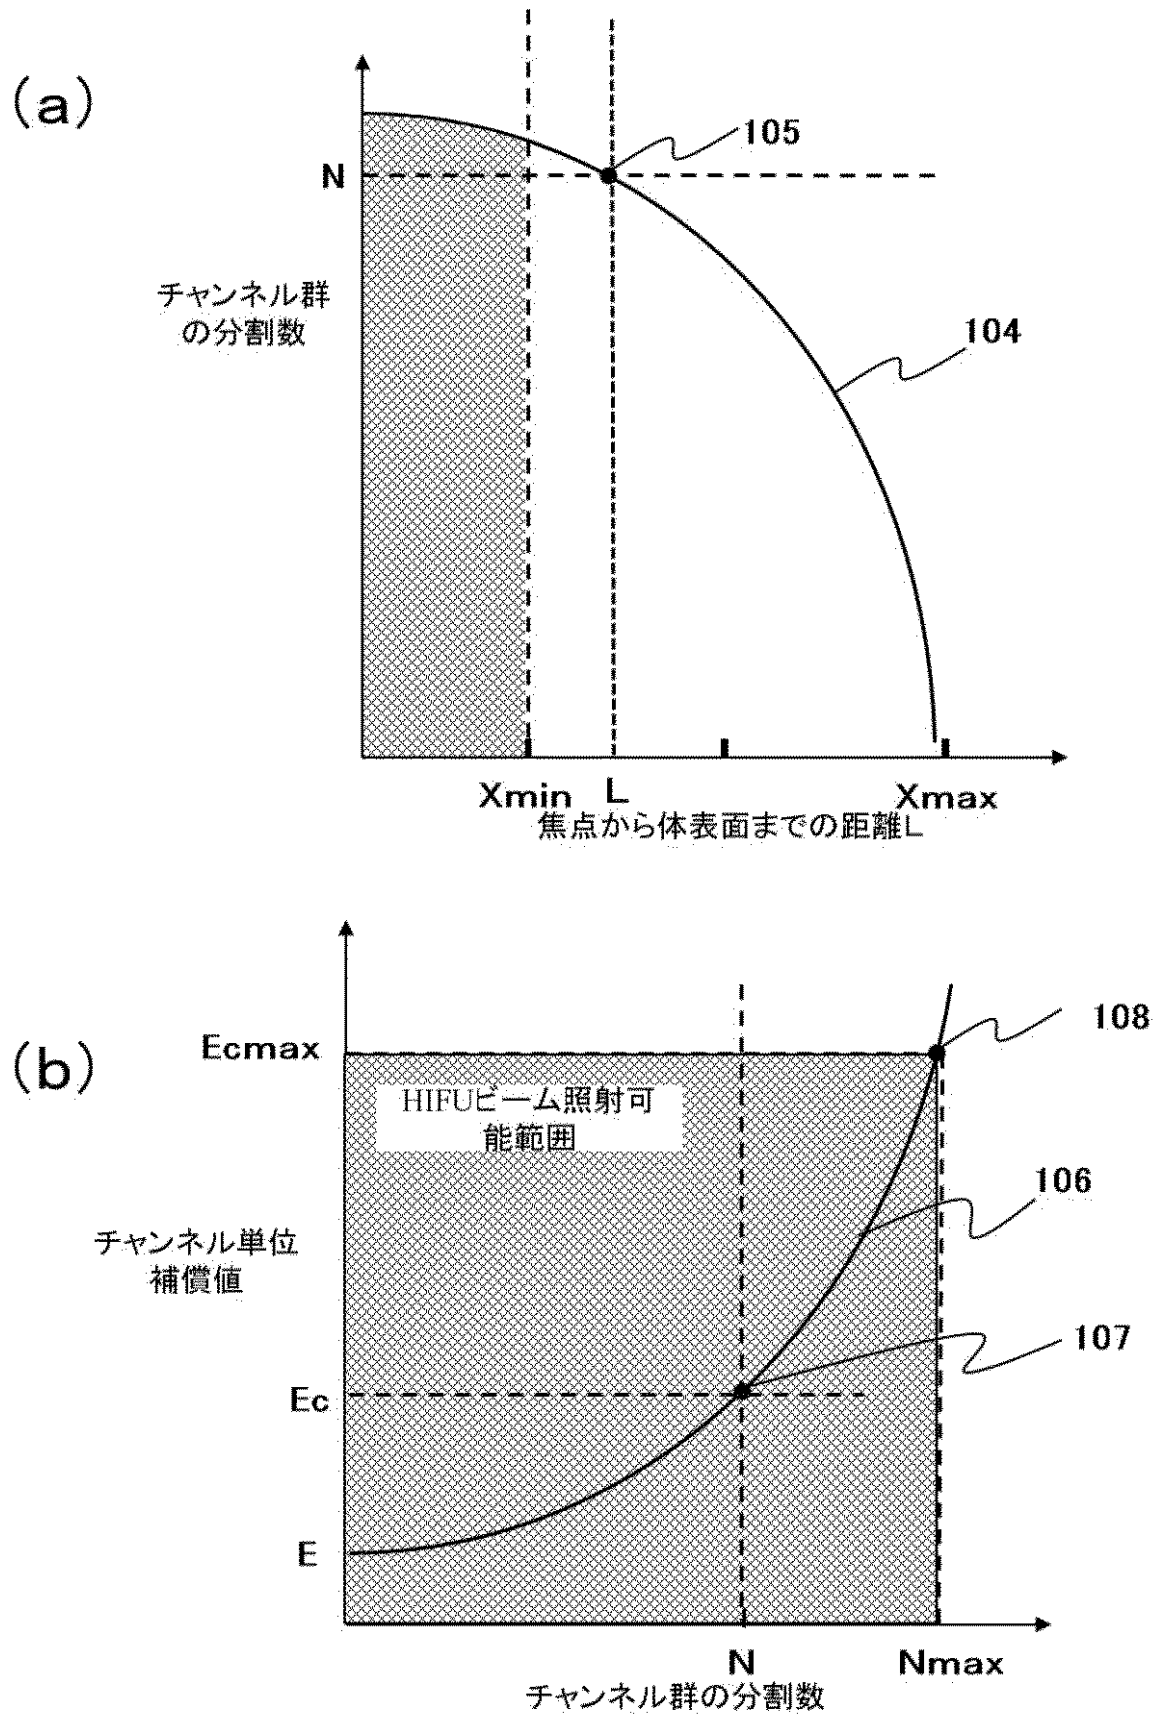 (a)
105
N
チャンネル群
の分割数
104
Xmin
L
Xmax
焦点から体表面までの距離L
(b)
Ecmax
108
HIFUビーム照射可
能範囲
106
チャンネル単位
補償値
107
Ec
E
N
Nmax
チャンネル群の分割数